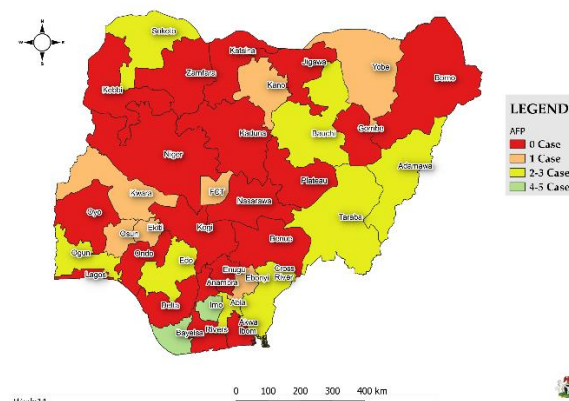 Sokoto
Katsina
Jigawa
Yobe
Borno
Zamfara
Kebbi
Kano
Kaduna
Bauchi
Gombe
Adamawa
Niger
Plateau
FCT
Kwara
Nasarawa
Taraba
Oyo
Kogi
Benue
Osun
Ekiti
Ogun
Ondo
Edo
Lagos
Enugu
Ebonyi
Cross
River
Anambra
Delta
Imo
Abia
Bayelsa
Rivers
Akwa
Ibom
LEGEND
AFP
0 Case
1 Case
2-3 Case
4-5 Case
0 100 200 300 400 km